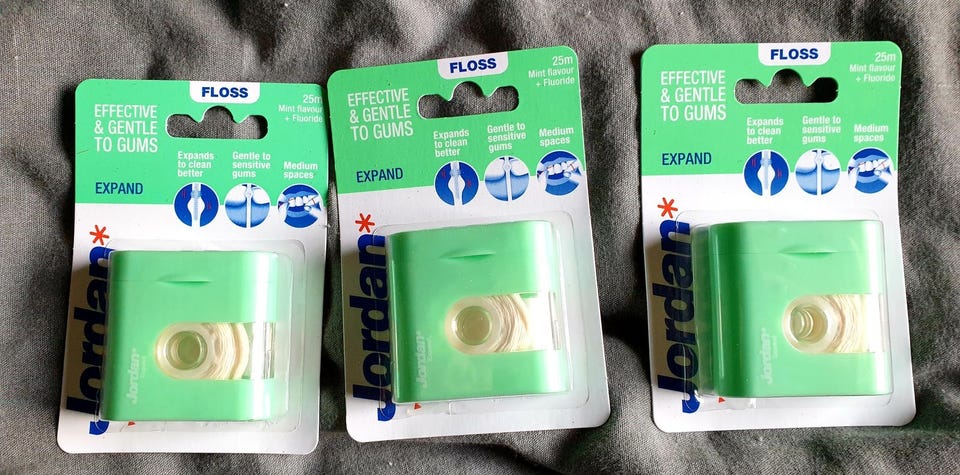 FLOSS
25m
Mint flavour
+ Fluoride
EFFECTIVE
& GENTLE
TO GUMS
Expands
to clean
better
Gentle to
sensitive
gums
Medium
spaces
EXPAND
Jordan*
Jordan*
FLOSS
25m
Mint flavour
+ Fluoride
EFFECTIVE
& GENTLE
TO GUMS
Expands
to clean
better
Gentle to
sensitive
gums
Medium
spaces
EXPAND
Jordan*
Jordan*
FLOSS
25m
Mint flavour
+ Fluoride
EFFECTIVE
& GENTLE
TO GUMS
Expands
to clean
better
Gentle to
sensitive
gums
Medium
spaces
EXPAND
Jordan*
Jordan*